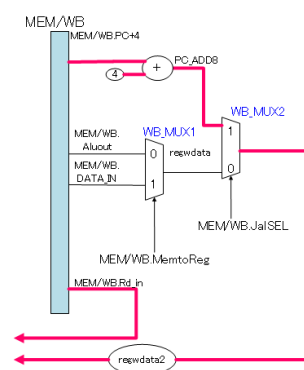 MEM/WB
MEM/WB.PC+4
PC_ADD8
4
+
WB_MUX2
MEM/WB.
Aluout
WB_MUX1
0
regwdata
1
MEM/WB.
DATA_IN
1
0
MEM/WB.JalSEL
MEM/WB.MemtoReg
MEM/WB.Rd_in
regwdata2